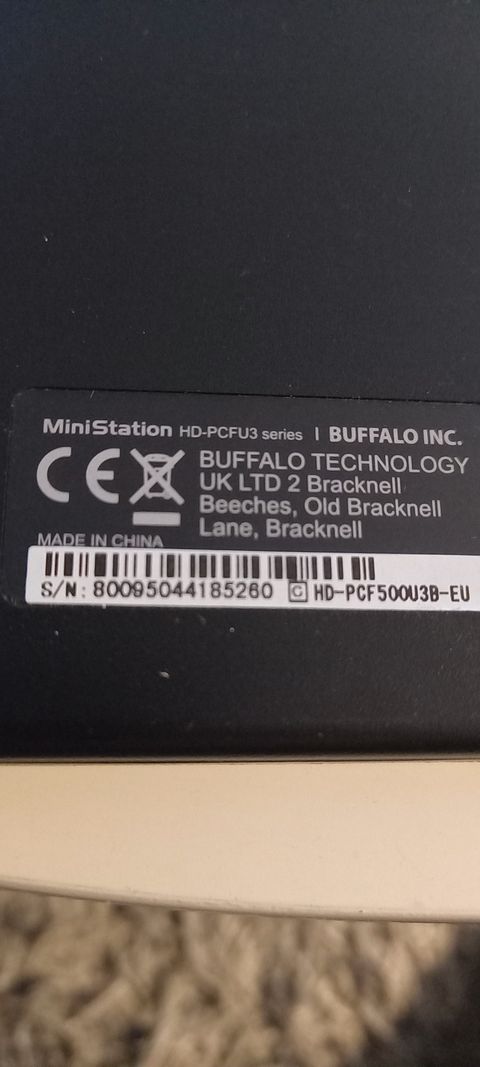 MiniStation HD-PCFU3 series | BUFFALO INC.
CE BUFFALO TECHNOLOGY
UK LTD 2 Bracknell
Beeches, Old Bracknell
Lane, Bracknell
MADE IN CHINA
S/N: 80095044185260 C HD-PCF500U3B-EU